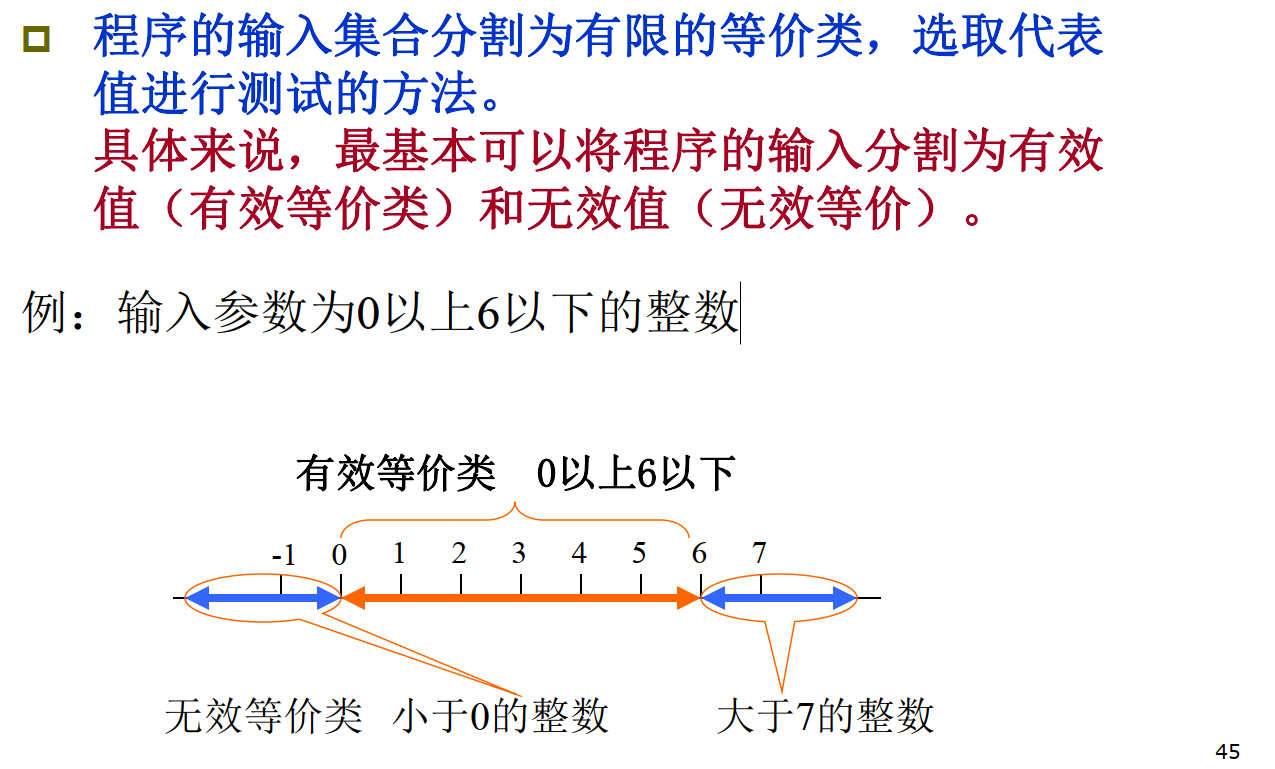 程序的输入集合分割为有限的等价类，选取代表
值进行测试的方法。
具体来说，最基本可以将程序的输入分割为有效
值（有效等价类）和无效值（无效等价）。
例：输入参数为0以上6以下的整数
有效等价类 0以上6以下
-1 0 1 2 3 4 5 6 7
无效等价类 小于0的整数 大于7的整数
45